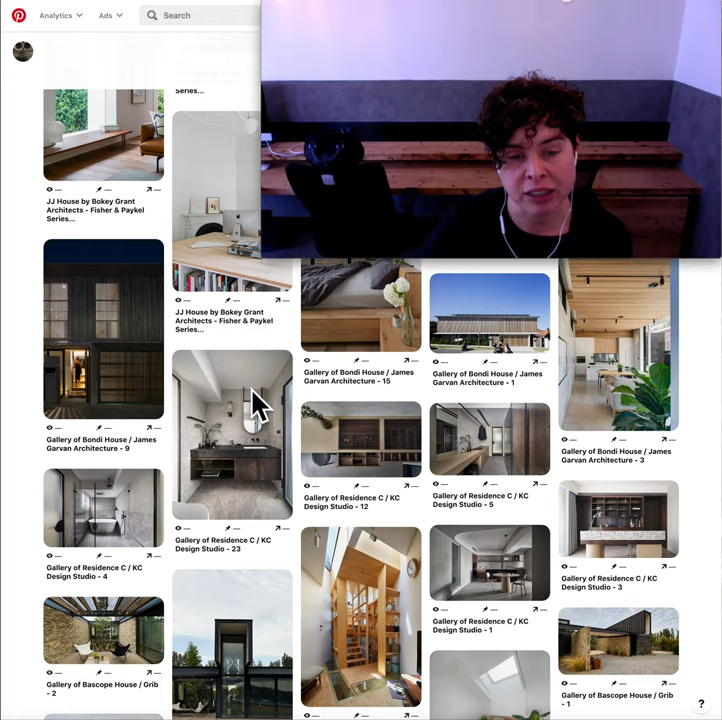 Analytics
Ads
Search
Series...
JJ House by Bokey Grant
Architects - Fisher & Paykel
Series...
JJ House by Bokey Grant
Architects - Fisher & Paykel
Series...
Gallery of Bondi House / James
Garvan Architecture - 15
Gallery of Bondi House / James
Garvan Architecture - 1
Gallery of Bondi House / James
Garvan Architecture - 9
Gallery of Bondi House / James
Garvan Architecture - 3
Gallery of Residence C / KC
Design Studio - 12
Gallery of Residence C / KC
Design Studio - 5
Gallery of Residence C / KC
Design Studio - 23
Gallery of Residence C / KC
Design Studio - 4
Gallery of Residence C / KC
Design Studio - 3
Gallery of Residence C / KC
Design Studio - 1
Gallery of Bascope House / Grib
- 2
Gallery of Bascope House / Grib
- 1
?